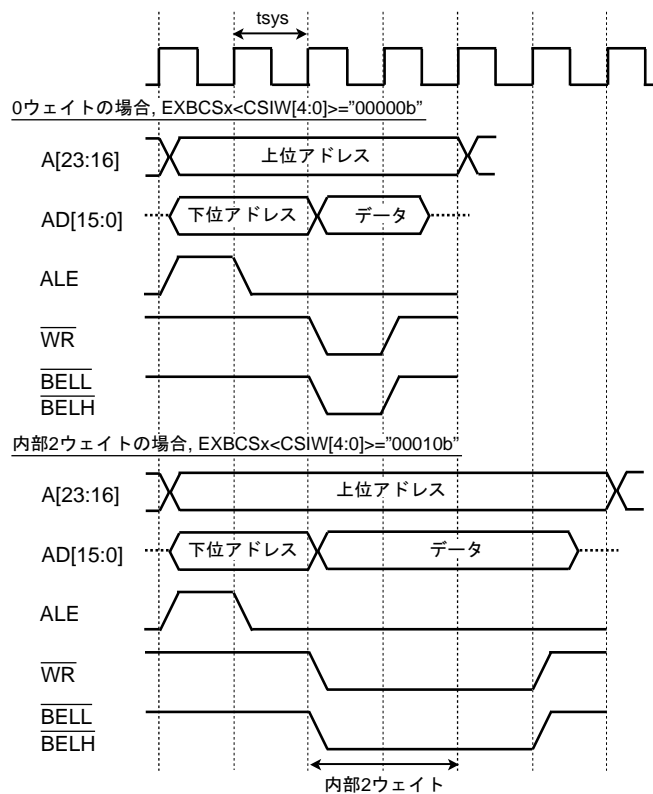 tsys
0ウェイトの場合, EXBCSx<CSIW[4:0]>=”00000b”
A[23:16]
上位アドレス
AD[15:0]
下位アドレス
データ
ALE
WR
BELL
BELH
内部2ウェイトの場合, EXBCSx<CSIW[4:0]>=”00010b”
A[23:16]
上位アドレス
AD[15:0]
下位アドレス
データ
ALE
WR
BELL
BELH
内部2ウェイト